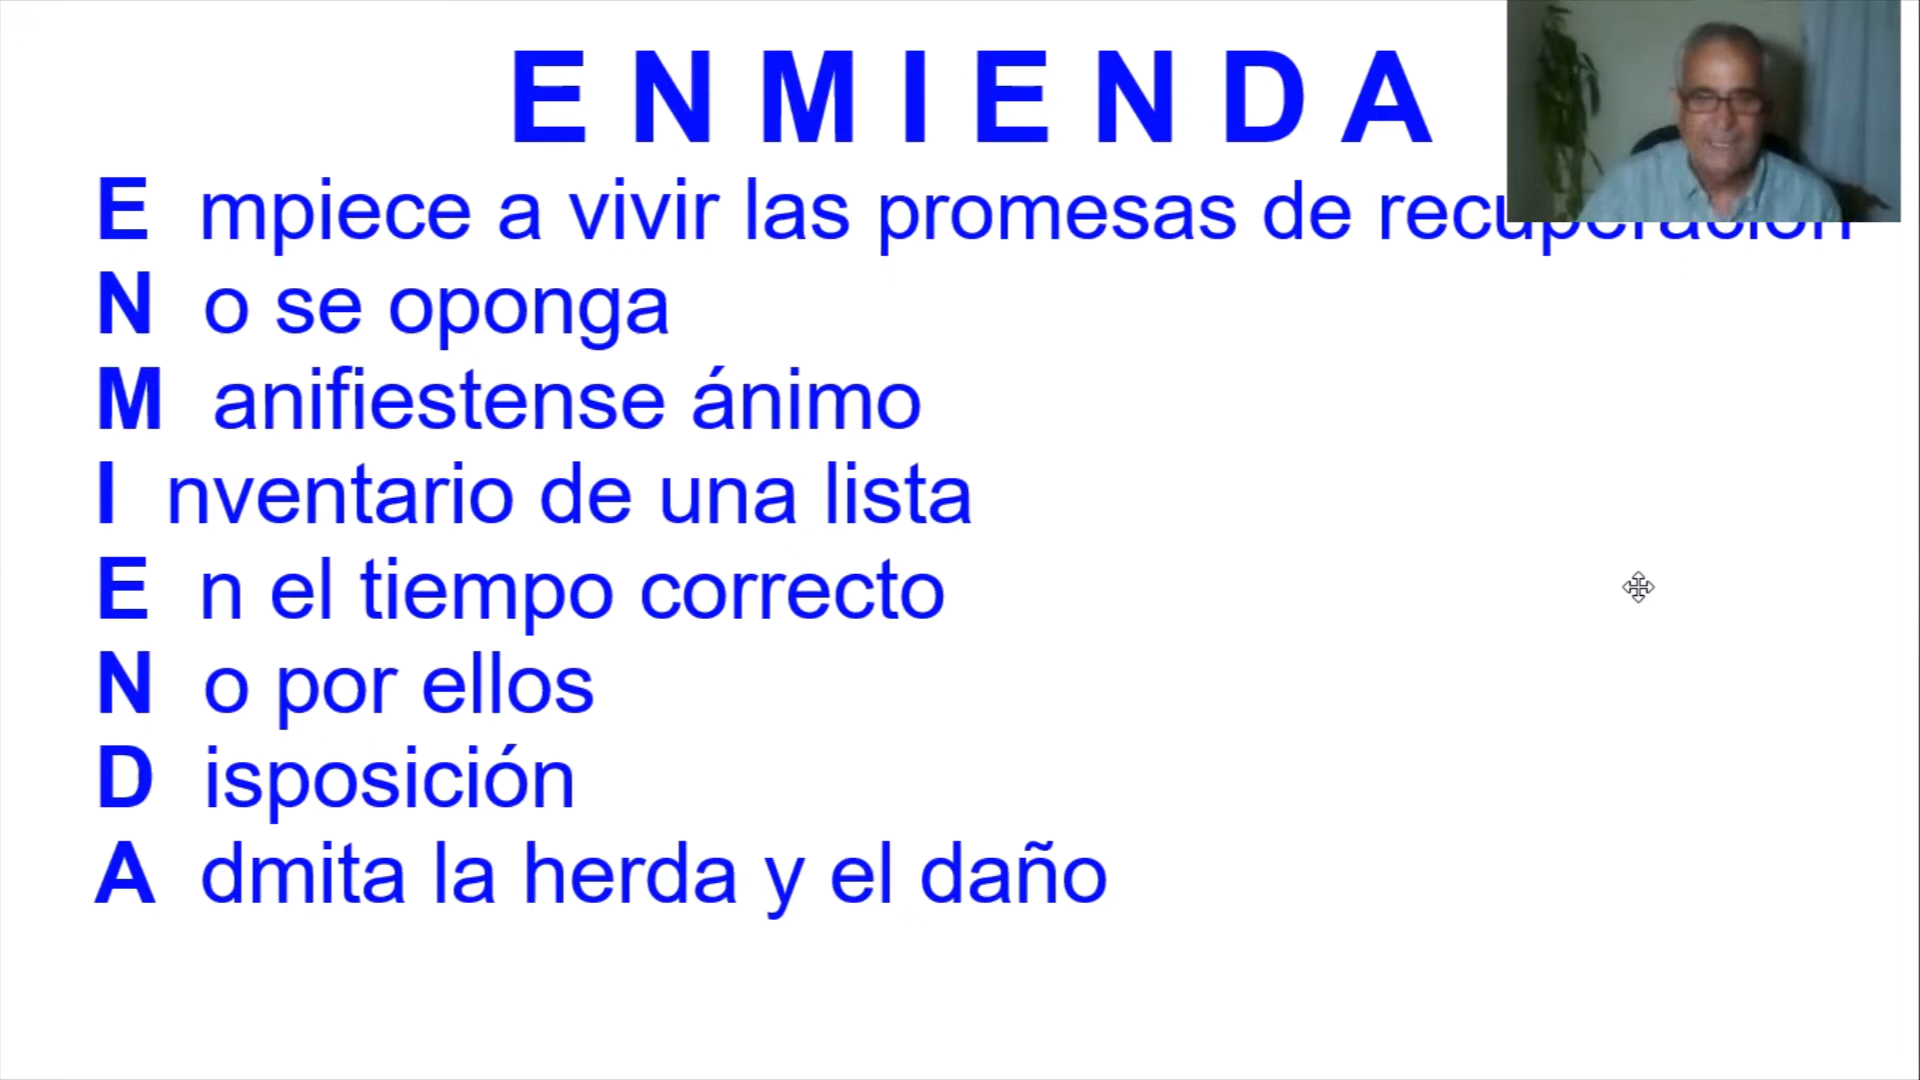 E N M I E N D A
E mpiece a vivir las promesas de recuperación
N o se oponga
M anifiestense ánimo
I nventario de una lista
E n el tiempo correcto
N o por ellos
D isposición
A dmita la herda y el daño